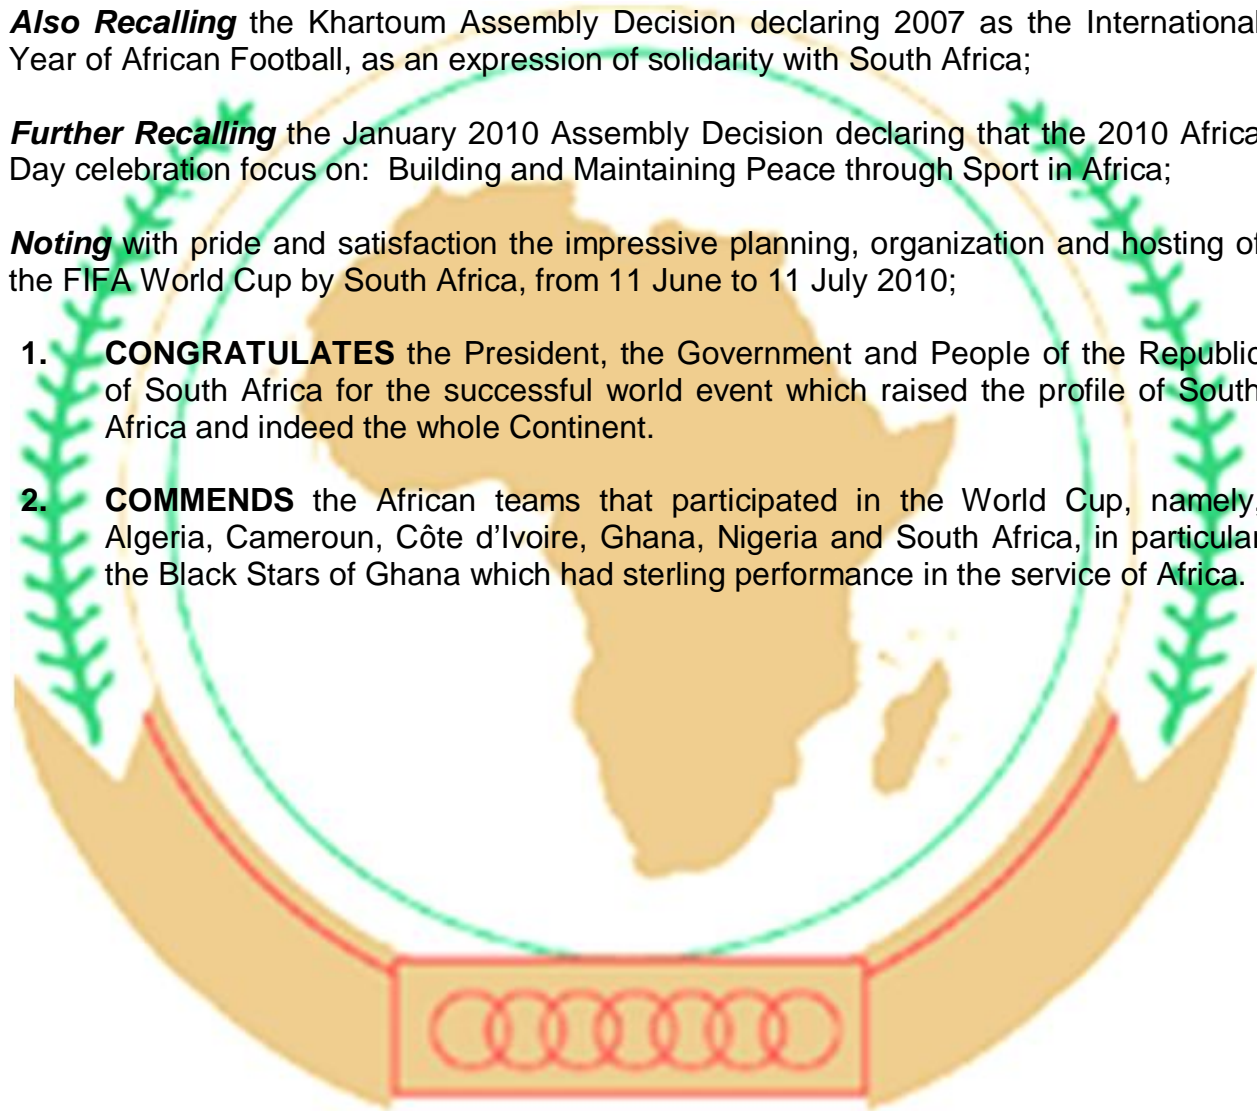 Also Recalling the Khartoum Assembly Decision declaring 2007 as the International
Year of African Football, as an expression of solidarity with South Africa;
Further Recalling the January 2010 Assembly Decision declaring that the 2010 Africa
Day celebration focus on: Building and Maintaining Peace through Sport in Africa;
Noting with pride and satisfaction the impressive planning, organization and hosting of
the FIFA World Cup by South Africa, from 11 June to 11 July 2010;
1. CONGRATULATES the President, the Government and People of the Republic
of South Africa for the successful world event which raised the profile of South
Africa and indeed the whole Continent.
2. COMMENDS the African teams that participated in the World Cup, namely,
Algeria, Cameroun, Côte d’Ivoire, Ghana, Nigeria and South Africa, in particular
the Black Stars of Ghana which had sterling performance in the service of Africa.